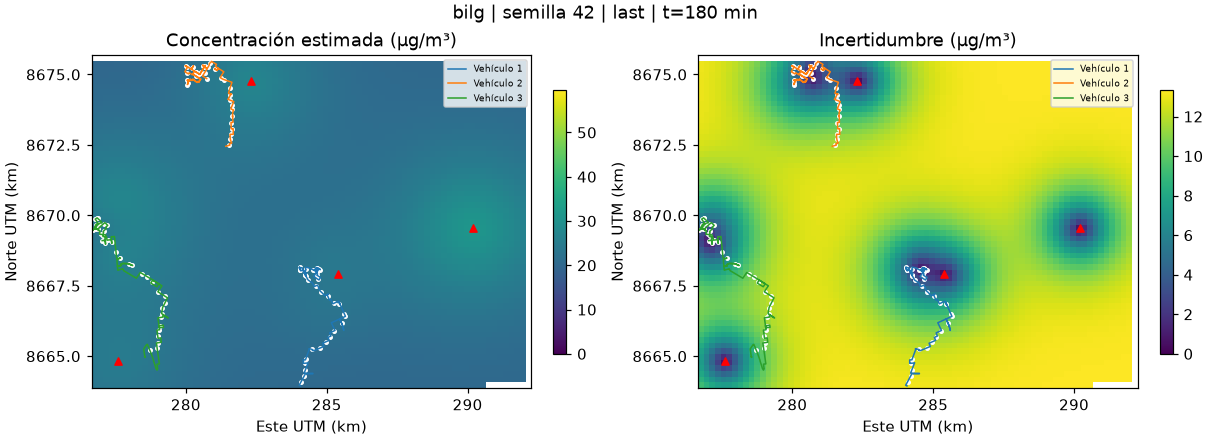 bilg | semilla 42 | last | t=180 min
Concentración estimada (µg/m³)
Vehículo 1
Vehículo 2
Vehículo 3
8675.0
8672.5
8670.0
8667.5
8665.0
Norte UTM (km)
280
285
290
Este UTM (km)
50
40
30
20
10
0
Incertidumbre (µg/m³)
Vehículo 1
Vehículo 2
Vehículo 3
8675.0
8672.5
8670.0
8667.5
8665.0
Norte UTM (km)
280
285
290
Este UTM (km)
12
10
8
6
4
2
0